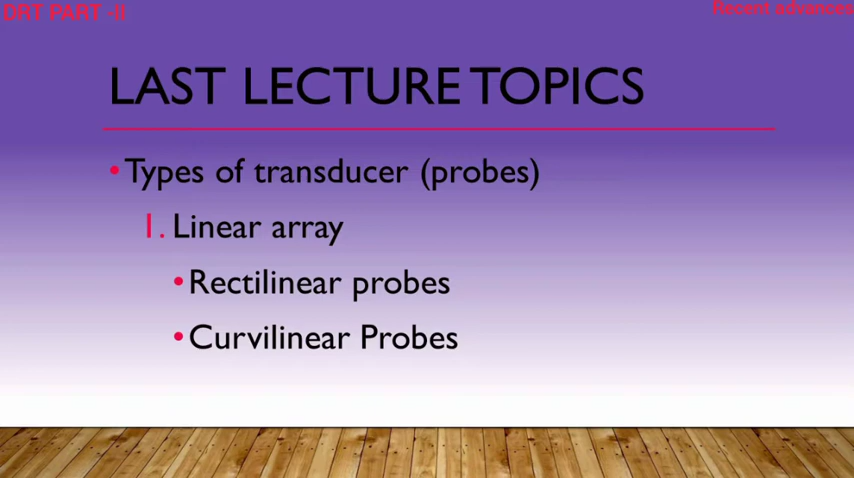 DRT PART -II
Recent advances
LAST LECTURE TOPICS
•Types of transducer (probes)
1. Linear array
•Rectilinear probes
•Curvilinear Probes